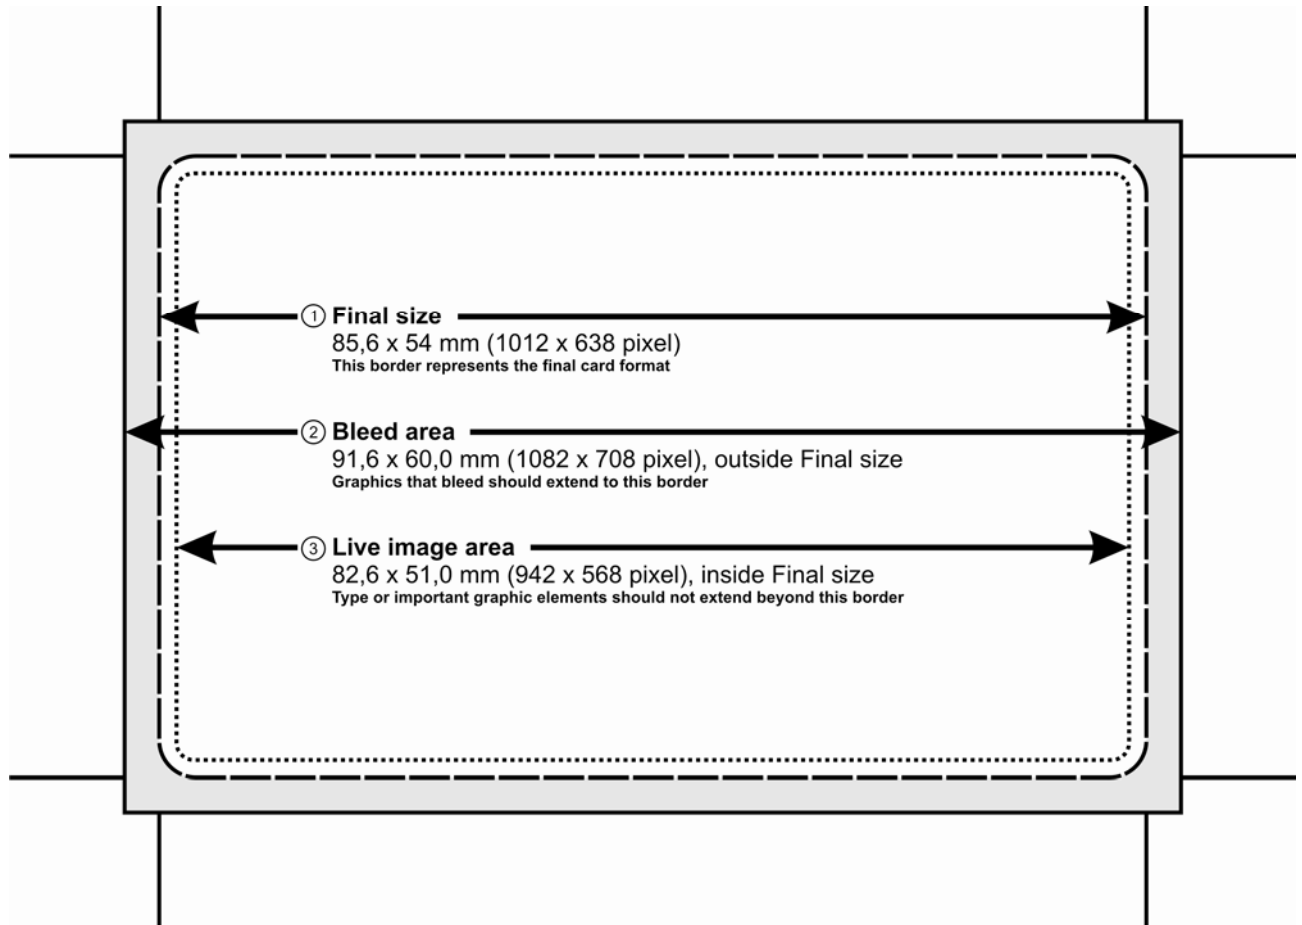 ① Final size
85,6 x 54 mm (1012 x 638 pixel)
This border represents the final card format
② Bleed area
91,6 x 60,0 mm (1082 x 708 pixel), outside Final size
Graphics that bleed should extend to this border
③ Live image area
82,6 x 51,0 mm (942 x 568 pixel), inside Final size
Type or important graphic elements should not extend beyond this border